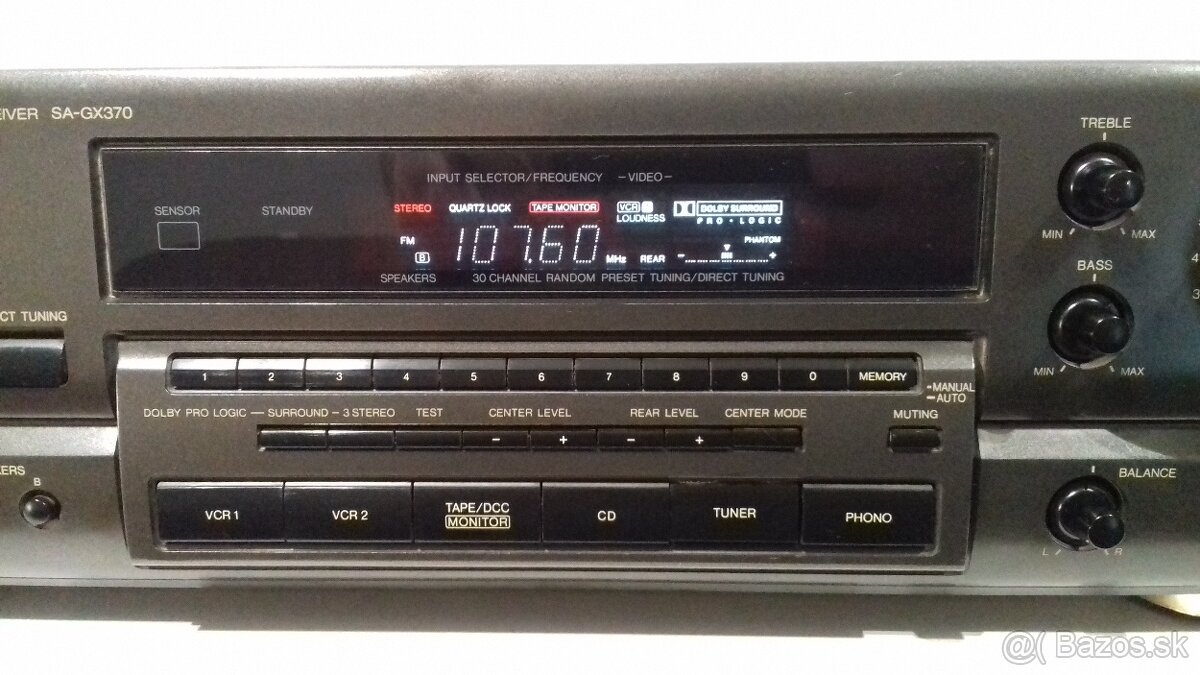 EIVER SA-GX370
TREBLE
MIN MAX
INPUT SELECTOR/FREQUENCY –VIDEO–
SENSOR STANDBY
STEREO QUARTZ LOCK TAPE MONITOR VCR LOUDNESS DOLBY SURROUND PRO•LOGIC
FM B 107.60 MHz REAR – PHANTOM +
SPEAKERS 30 CHANNEL RANDOM PRESET TUNING/DIRECT TUNING
BASS
MIN MAX
4
3
CT TUNING
1 2 3 4 5 6 7 8 9 0 MEMORY
–MANUAL
–AUTO
DOLBY PRO LOGIC — SURROUND – 3 STEREO TEST CENTER LEVEL REAR LEVEL CENTER MODE MUTING
– + – +
KERS
B
BALANCE
L R
VCR 1 VCR 2 TAPE/DCC MONITOR CD TUNER PHONO
@( Bazos.sk